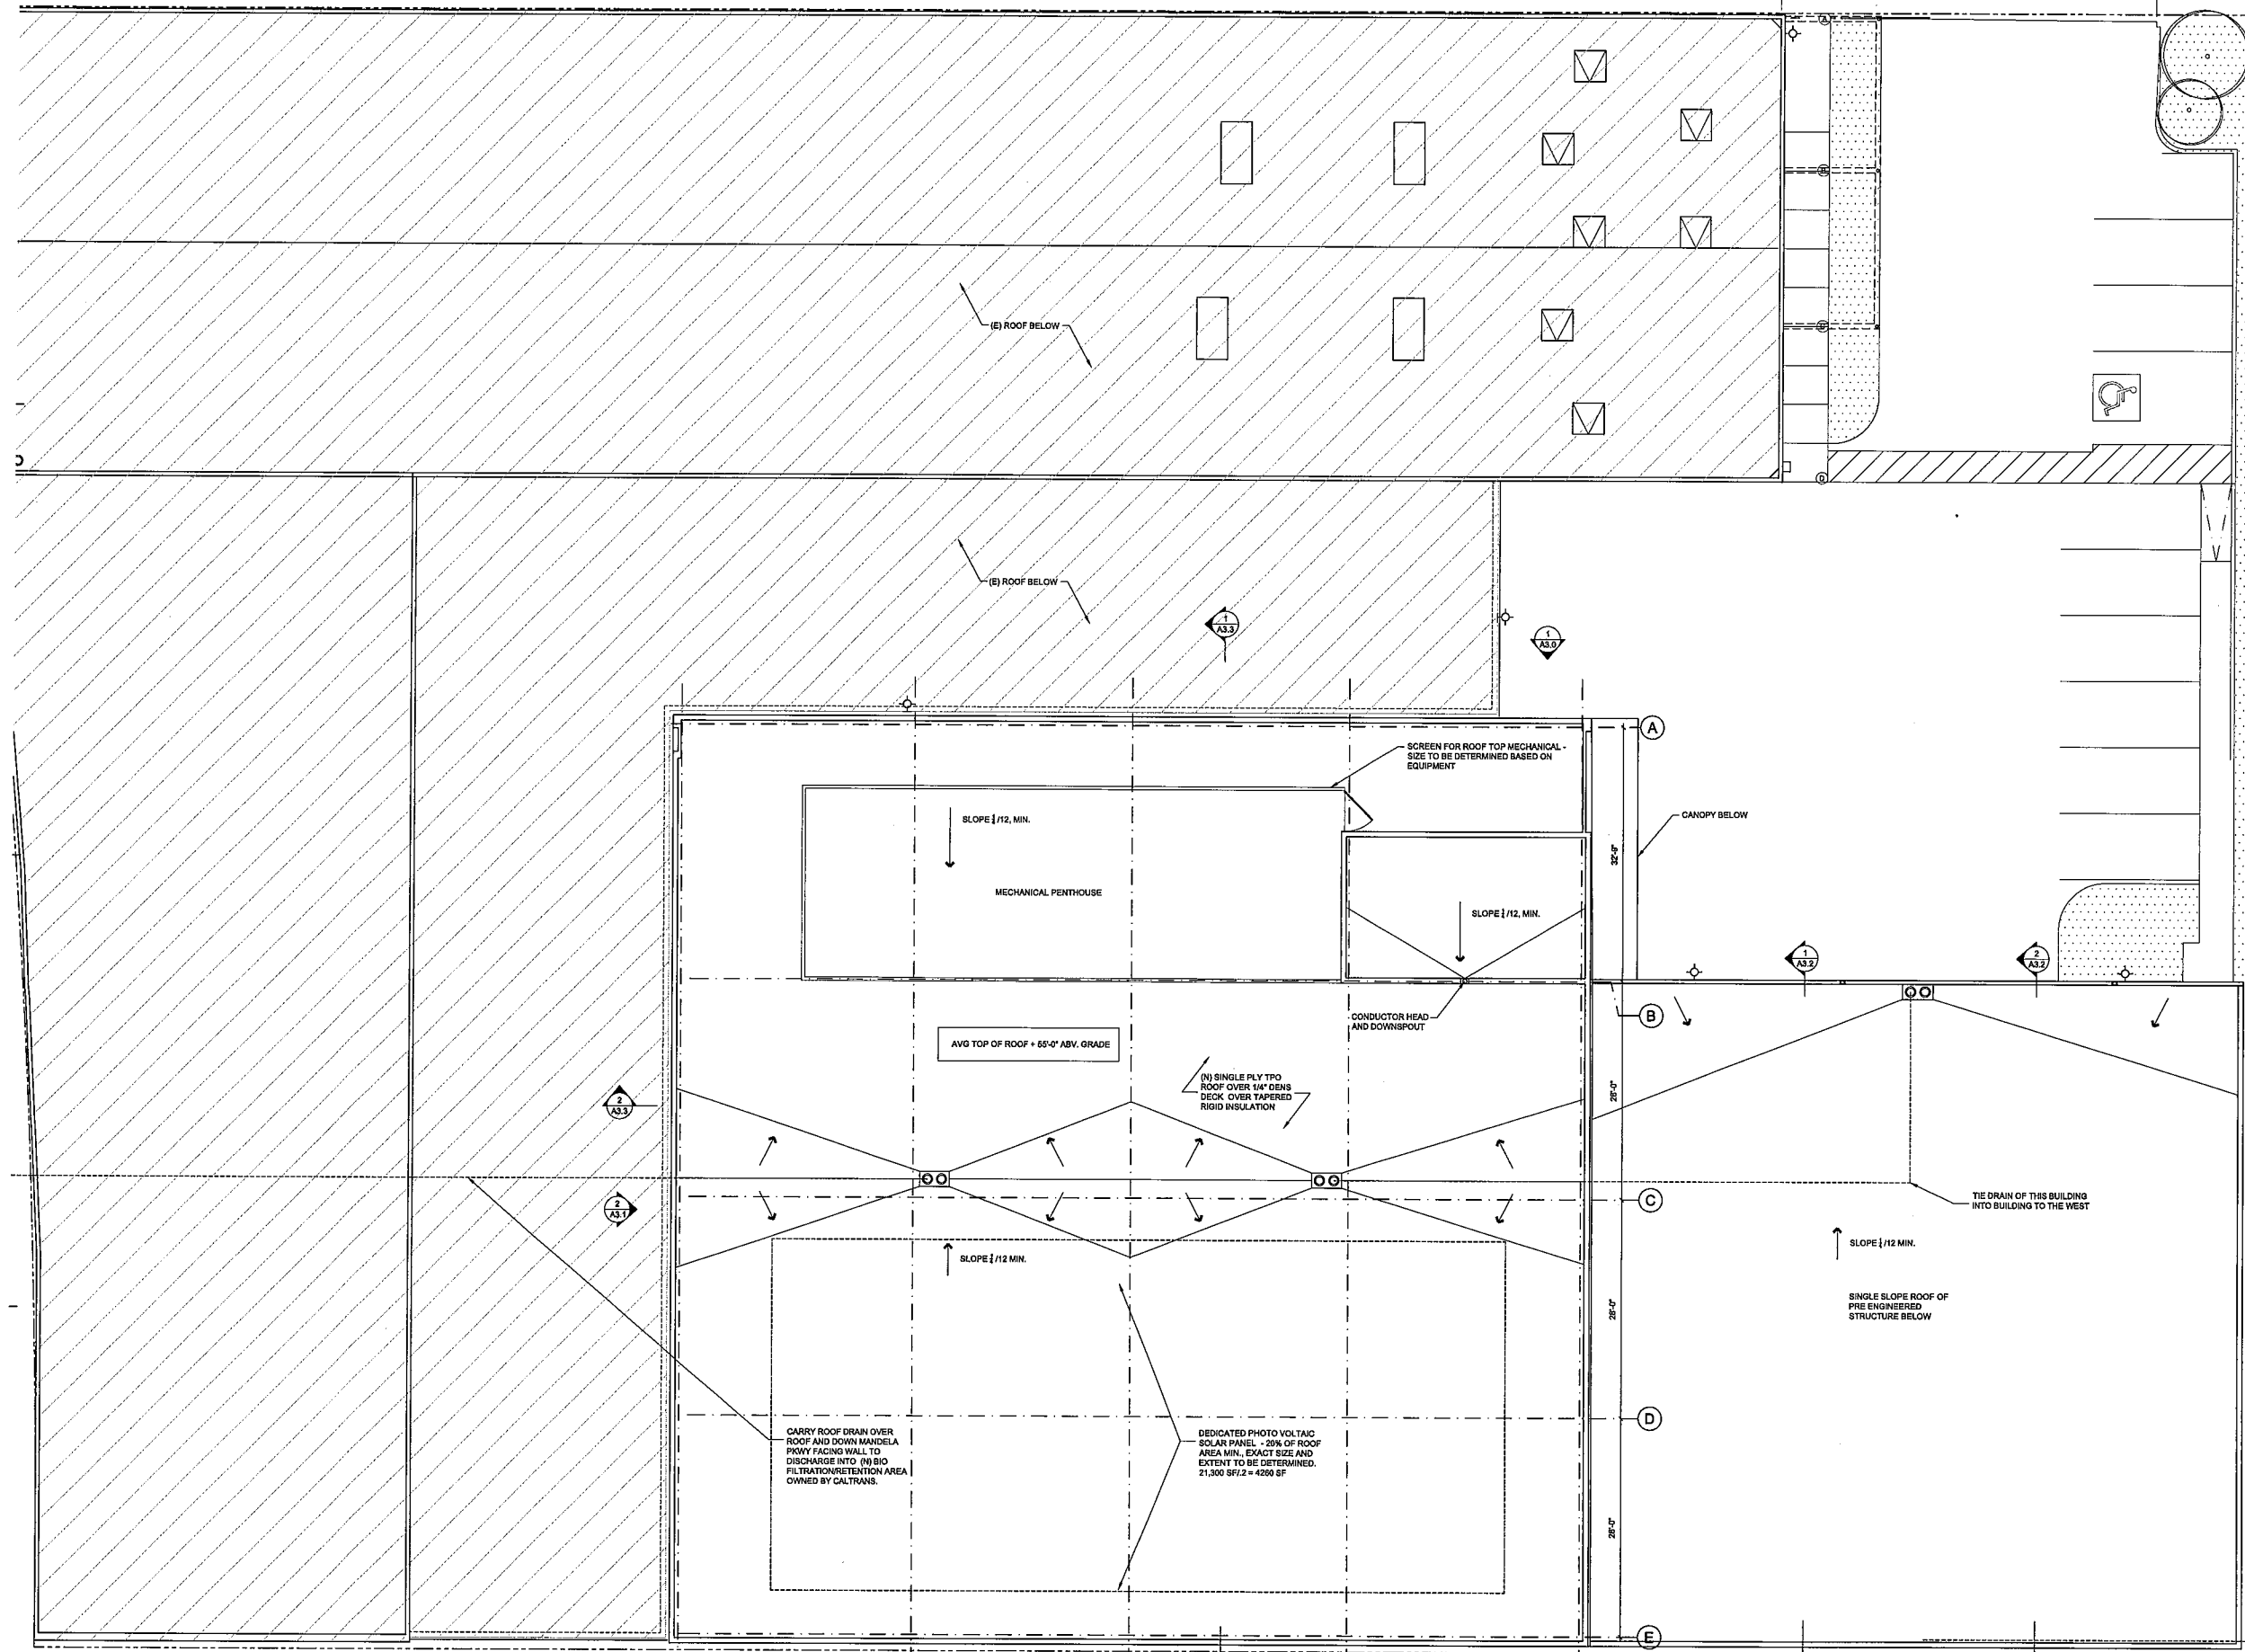 (E) ROOF BELOW
(E) ROOF BELOW
1
A3.3
1
A3.0
A
SCREEN FOR ROOF TOP MECHANICAL -
SIZE TO BE DETERMINED BASED ON
EQUIPMENT
SLOPE /12, MIN.
CANOPY BELOW
32'-9"
MECHANICAL PENTHOUSE
SLOPE /12, MIN.
1
A3.2
2
A3.2
B
CONDUCTOR HEAD
AND DOWNSPOUT
AVG TOP OF ROOF + 55'-0" ABV. GRADE
(N) SINGLE PLY TPO
ROOF OVER 1/4" DENS
DECK OVER TAPERED
RIGID INSULATION
28'-0"
2
A3.3
C
2
A3.1
TIE DRAIN OF THIS BUILDING
INTO BUILDING TO THE WEST
SLOPE /12 MIN.
SLOPE /12 MIN.
SINGLE SLOPE ROOF OF
PRE ENGINEERED
STRUCTURE BELOW
28'-0"
D
CARRY ROOF DRAIN OVER
ROOF AND DOWN MANDELA
PKWY FACING WALL TO
DISCHARGE INTO (N) BIO
FILTRATION/RETENTION AREA
OWNED BY CALTRANS.
DEDICATED PHOTO VOLTAIC
SOLAR PANEL - 20% OF ROOF
AREA MIN., EXACT SIZE AND
EXTENT TO BE DETERMINED.
21,300 SF/.2 = 4260 SF
28'-0"
E